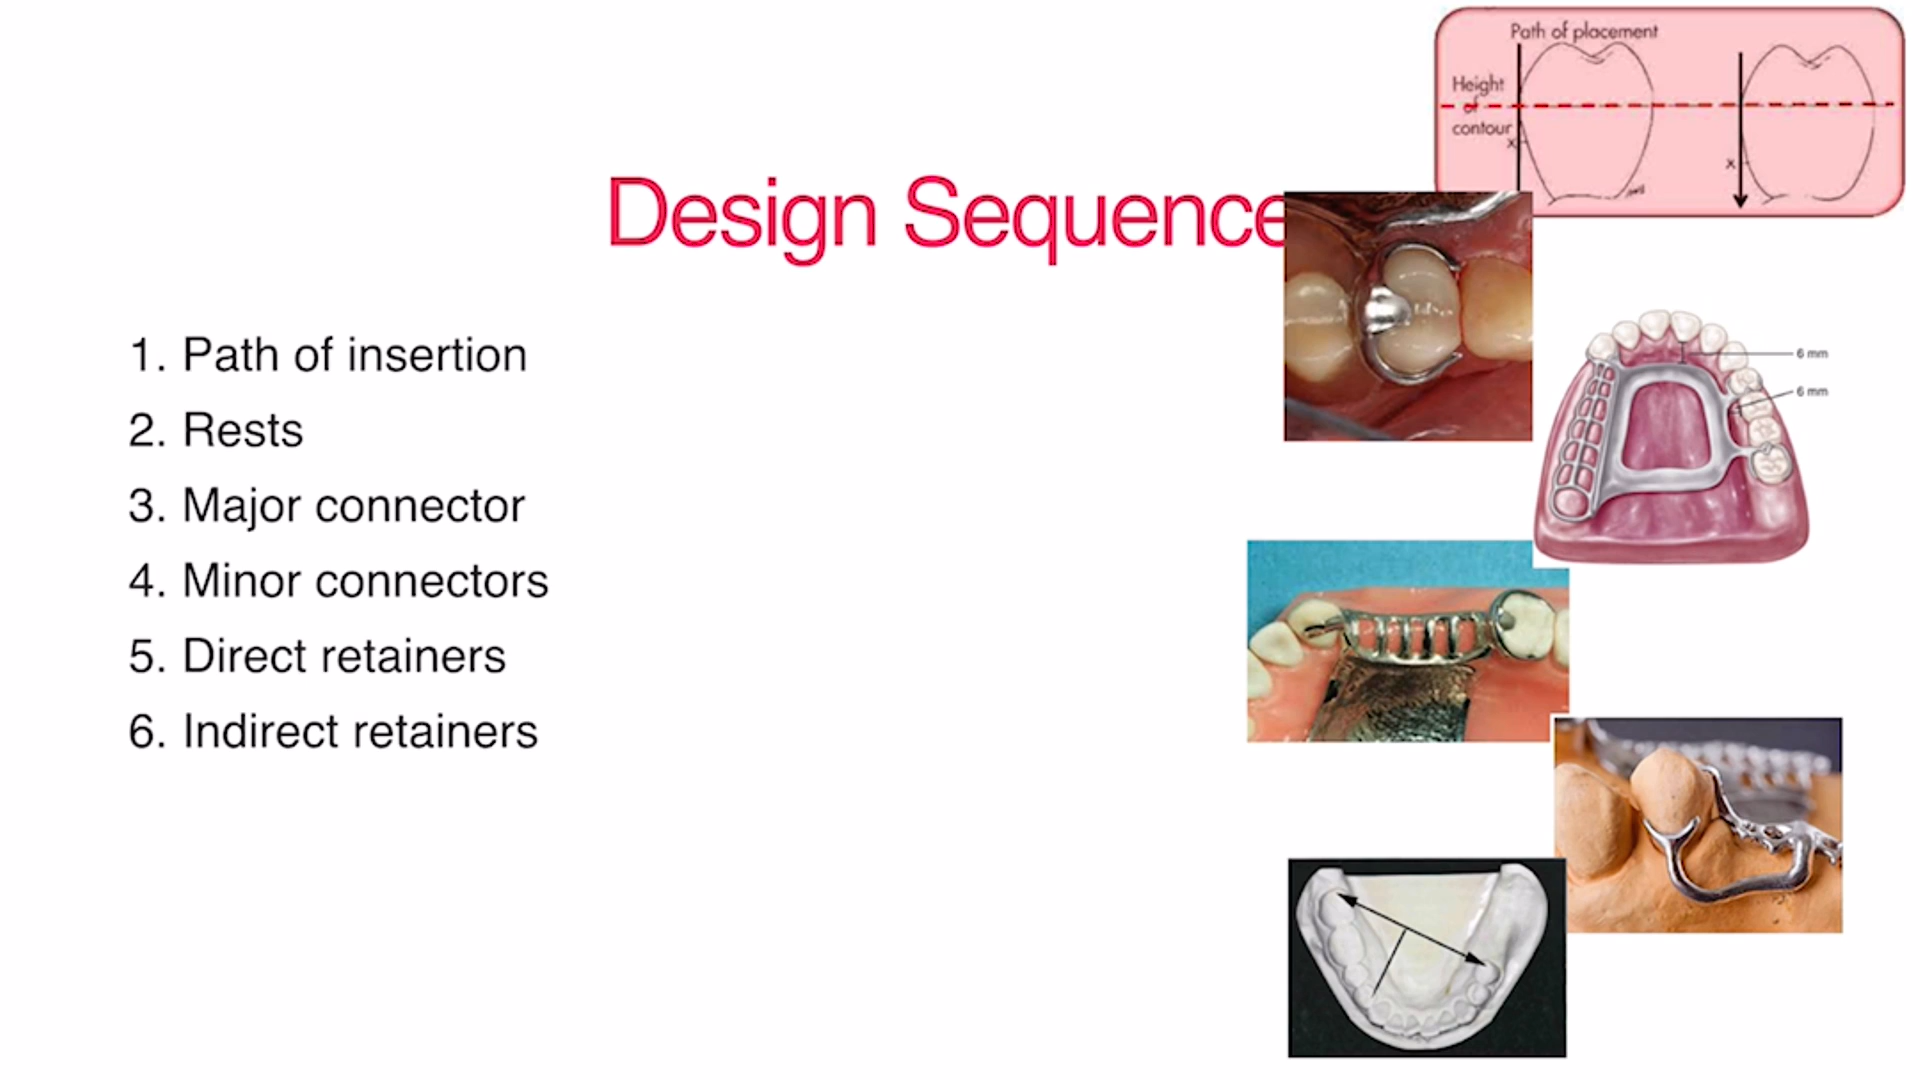 Path of placement
Height
of
contour
x
x
Design Sequence
6 mm
6 mm
1. Path of insertion
2. Rests
3. Major connector
4. Minor connectors
5. Direct retainers
6. Indirect retainers